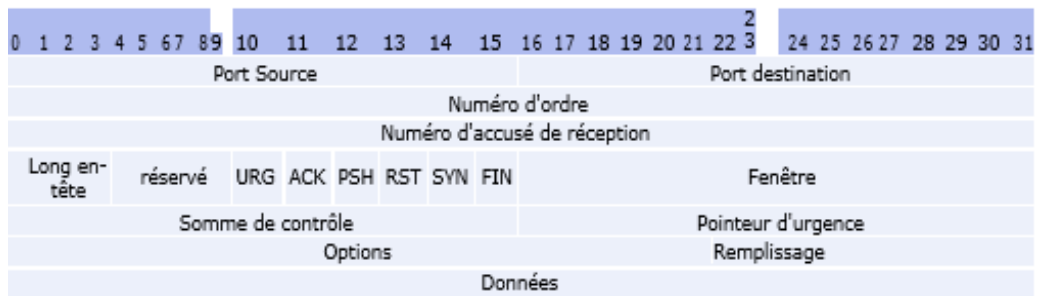 0 1 2 3 4 5 6 7 8 9 10 11 12 13 14 15 16 17 18 19 20 21 22 23 24 25 26 27 28 29 30 31
Port Source Port destination
Numéro d'ordre
Numéro d'accusé de réception
Long en-
tête réservé URG ACK PSH RST SYN FIN Fenêtre
Somme de contrôle Pointeur d'urgence
Options Remplissage
Données